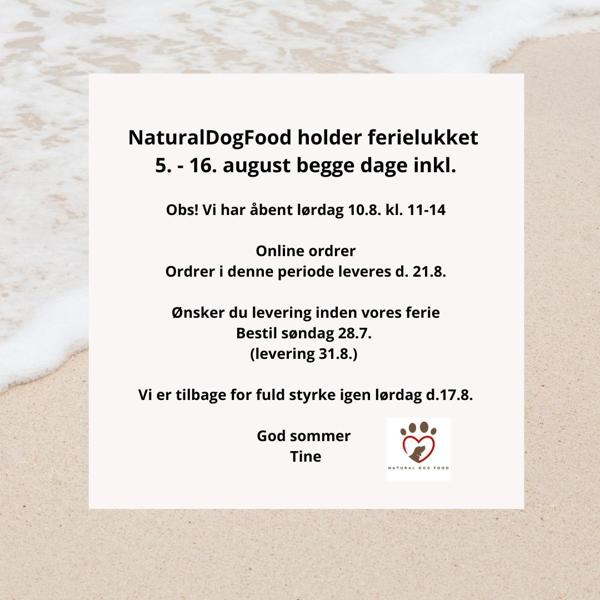 NaturalDogFood holder ferielukket
5. - 16. august begge dage inkl.
Obs! Vi har åbent lørdag 10.8. kl. 11-14
Online ordrer
Ordrer i denne periode leveres d. 21.8.
Ønsker du levering inden vores ferie
Bestil søndag 28.7.
(levering 31.8.)
Vi er tilbage for fuld styrke igen lørdag d.17.8.
God sommer
Tine
NATURAL DOG FOOD